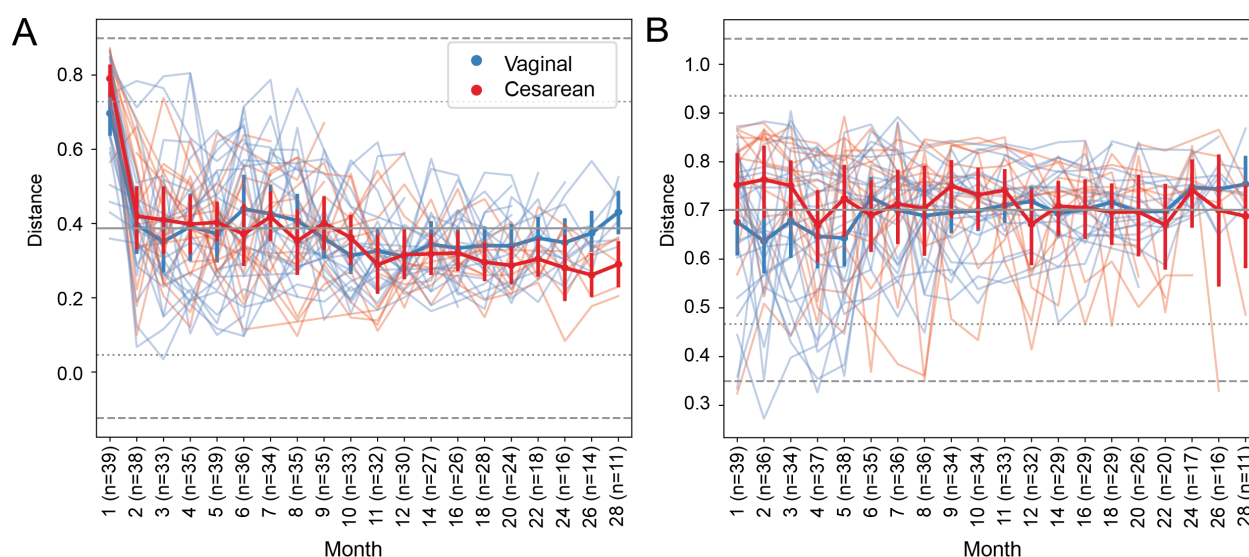 A
B
Vaginal
Cesarean
Distance
0.8
0.6
0.4
0.2
0.0
1 (n=39)
2 (n=38)
3 (n=33)
4 (n=35)
5 (n=39)
6 (n=36)
7 (n=34)
8 (n=35)
9 (n=35)
10 (n=33)
11 (n=32)
12 (n=30)
14 (n=27)
16 (n=26)
18 (n=28)
20 (n=24)
22 (n=18)
24 (n=16)
26 (n=14)
28 (n=11)
Month
Distance
1.0
0.9
0.8
0.7
0.6
0.5
0.4
0.3
1 (n=39)
2 (n=36)
3 (n=34)
4 (n=37)
5 (n=38)
6 (n=35)
7 (n=36)
8 (n=36)
9 (n=34)
10 (n=34)
11 (n=33)
12 (n=32)
14 (n=29)
16 (n=29)
18 (n=29)
20 (n=26)
22 (n=20)
24 (n=17)
26 (n=16)
28 (n=11)
Month